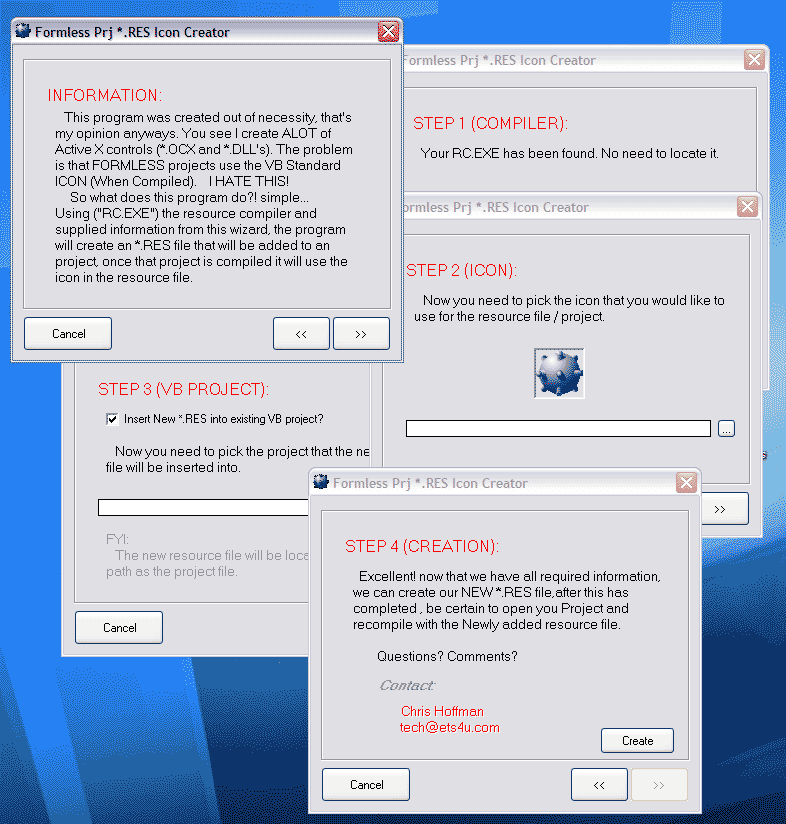 Formless Prj *.RES Icon Creator
INFORMATION:
This program was created out of necessity, that's
my opinion anyways. You see I create ALOT of
Active X controls (*.OCX and *.DLL's). The problem
is that FORMLESS projects use the VB Standard
ICON (When Compiled).   I HATE THIS!
So what does this program do?! simple...
Using ("RC.EXE") the resource compiler and
supplied information from this wizard, the program
will create an *.RES file that will be added to an
project, once that project is compiled it will use the
icon in the resource file.
Cancel
<<
>>
Formless Prj *.RES Icon Creator
STEP 1 (COMPILER):
Your RC.EXE has been found. No need to locate it.
ormless Prj *.RES Icon Creator
STEP 2 (ICON):
Now you need to pick the icon that you would like to
use for the resource file / project.
...
>>
STEP 3 (VB PROJECT):
Insert New *.RES into existing VB project?
Now you need to pick the project that the ne
file will be inserted into.
FYI:
The new resource file will be loca
path as the project file.
Cancel
Formless Prj *.RES Icon Creator
STEP 4 (CREATION):
Excellent! now that we have all required information,
we can create our NEW *.RES file,after this has
completed , be certain to open you Project and
recompile with the Newly added resource file.
Questions? Comments?
Contact:
Chris Hoffman
tech@ets4u.com
Create
Cancel
<<
>>